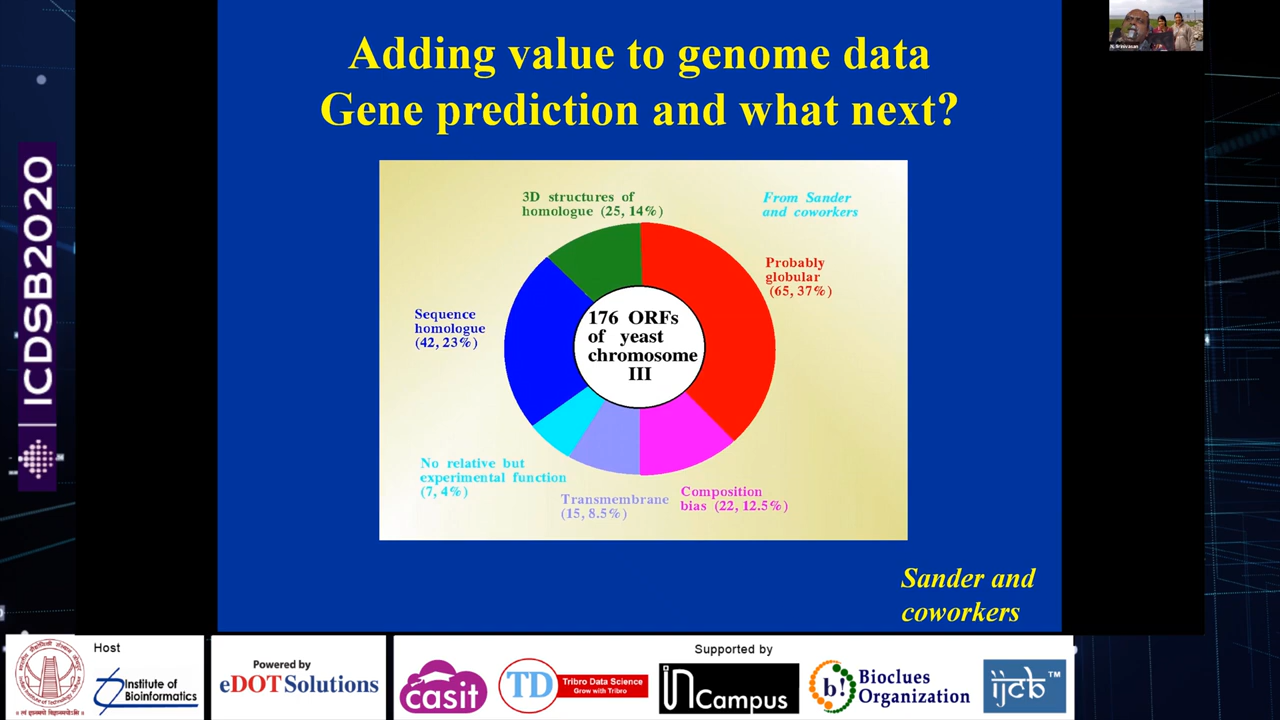 Adding value to genome data
Gene prediction and what next?
N. Srinivasan
ICDSB2020
3D structures of
homologue (25, 14%)
From Sander
and coworkers
Probably
globular
(65, 37%)
Sequence
homologue
(42, 23%)
176 ORFs
of yeast
chromosome
III
No relative but
experimental function
(7, 4%)
Transmembrane
(15, 8.5%)
Composition
bias (22, 12.5%)
Sander and
coworkers
Host
Institute of
Bioinformatics
Powered by
eDOT Solutions
Supported by
casit
TD
Tribro Data Science
Grow with Tribro
inCampus
b!
Bioclues
Organization
ijcb™